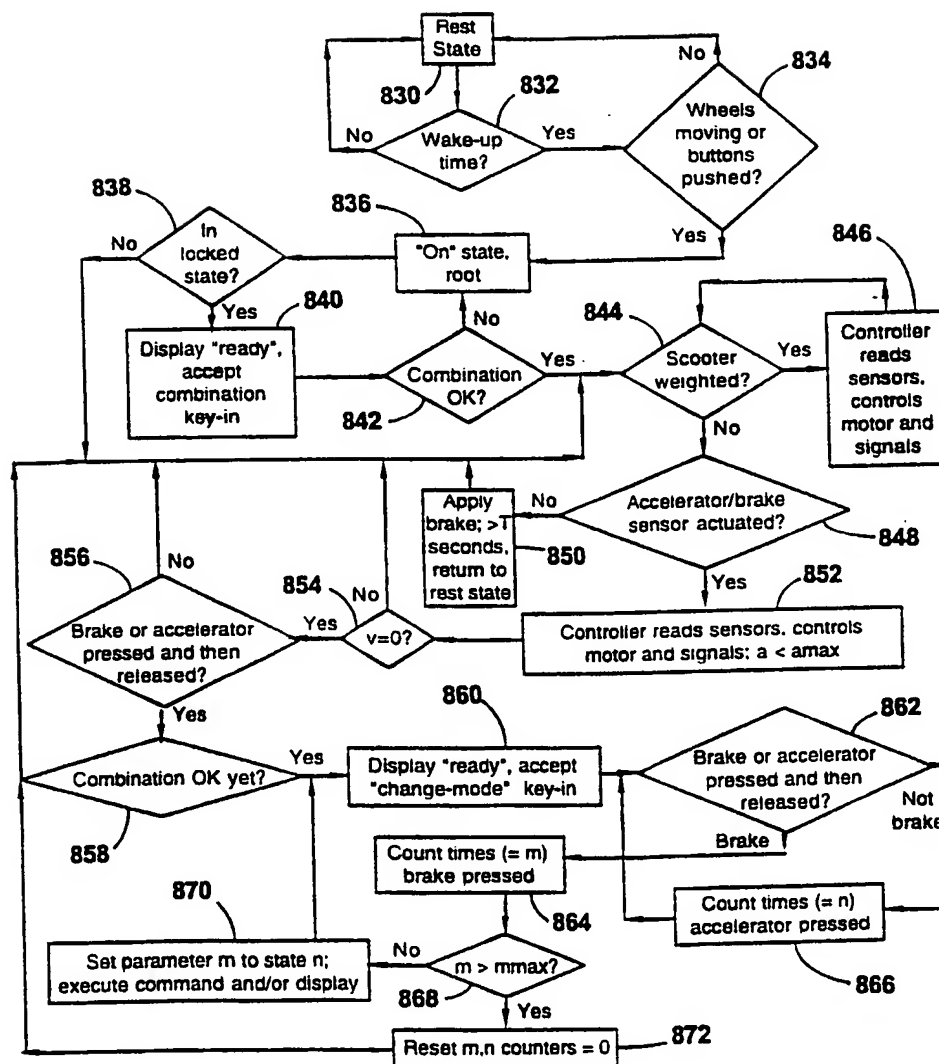 Rest
State
830
832
No
834
No
Wake-up
time?
Yes
Wheels
moving or
buttons
pushed?
838
836
Yes
846
No
In
locked
state?
"On" state,
root
Yes
840
No
844
Display "ready",
accept
combination
key-in
Combination
OK?
842
Yes
Scooter
weighted?
Yes
Controller
reads
sensors,
controls
motor and
signals
No
No
Accelerator/brake
sensor actuated?
848
Apply
brake; >T
seconds,
return to
rest state
850
856
No
854
No
Yes
852
Brake or accelerator
pressed and then
released?
Yes
v=0?
Controller reads sensors, controls
motor and signals; a < amax
Yes
860
862
Combination OK yet?
Yes
858
Display "ready", accept
"change-mode" key-in
Brake or accelerator
pressed and then
released?
Not
brake
Brake
Count times (= m)
brake pressed
864
870
Count times (= n)
accelerator pressed
866
Set parameter m to state n;
execute command and/or display
No
m > mmax?
868
Yes
Reset m,n counters = 0
872